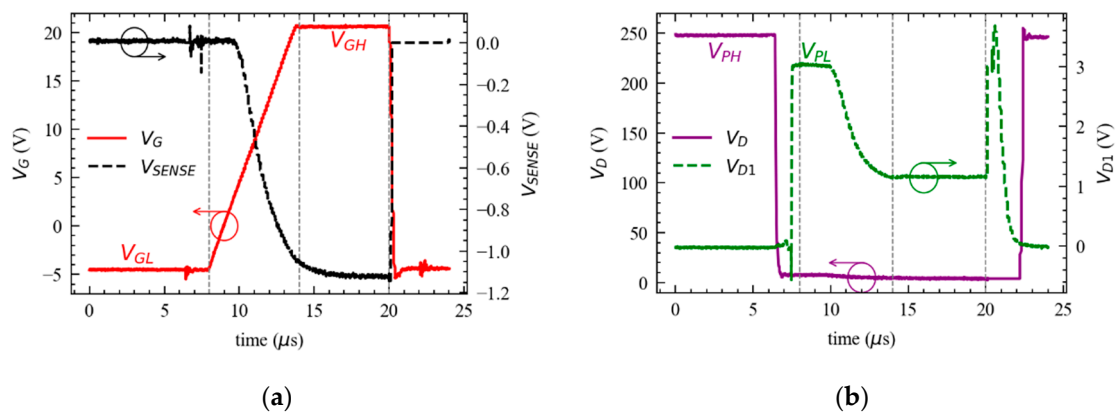 20
15
10
5
0
−5
V_G (V)
V_GH
V_GL
V_G
V_SENSE
0.0
−0.2
−0.4
−0.6
−0.8
−1.0
−1.2
V_SENSE (V)
0 5 10 15 20 25
time (μs)
(a)
250
200
150
100
50
0
V_D (V)
V_PH
V_PL
V_D
V_D1
3
2
1
0
V_D1 (V)
0 5 10 15 20 25
time (μs)
(b)